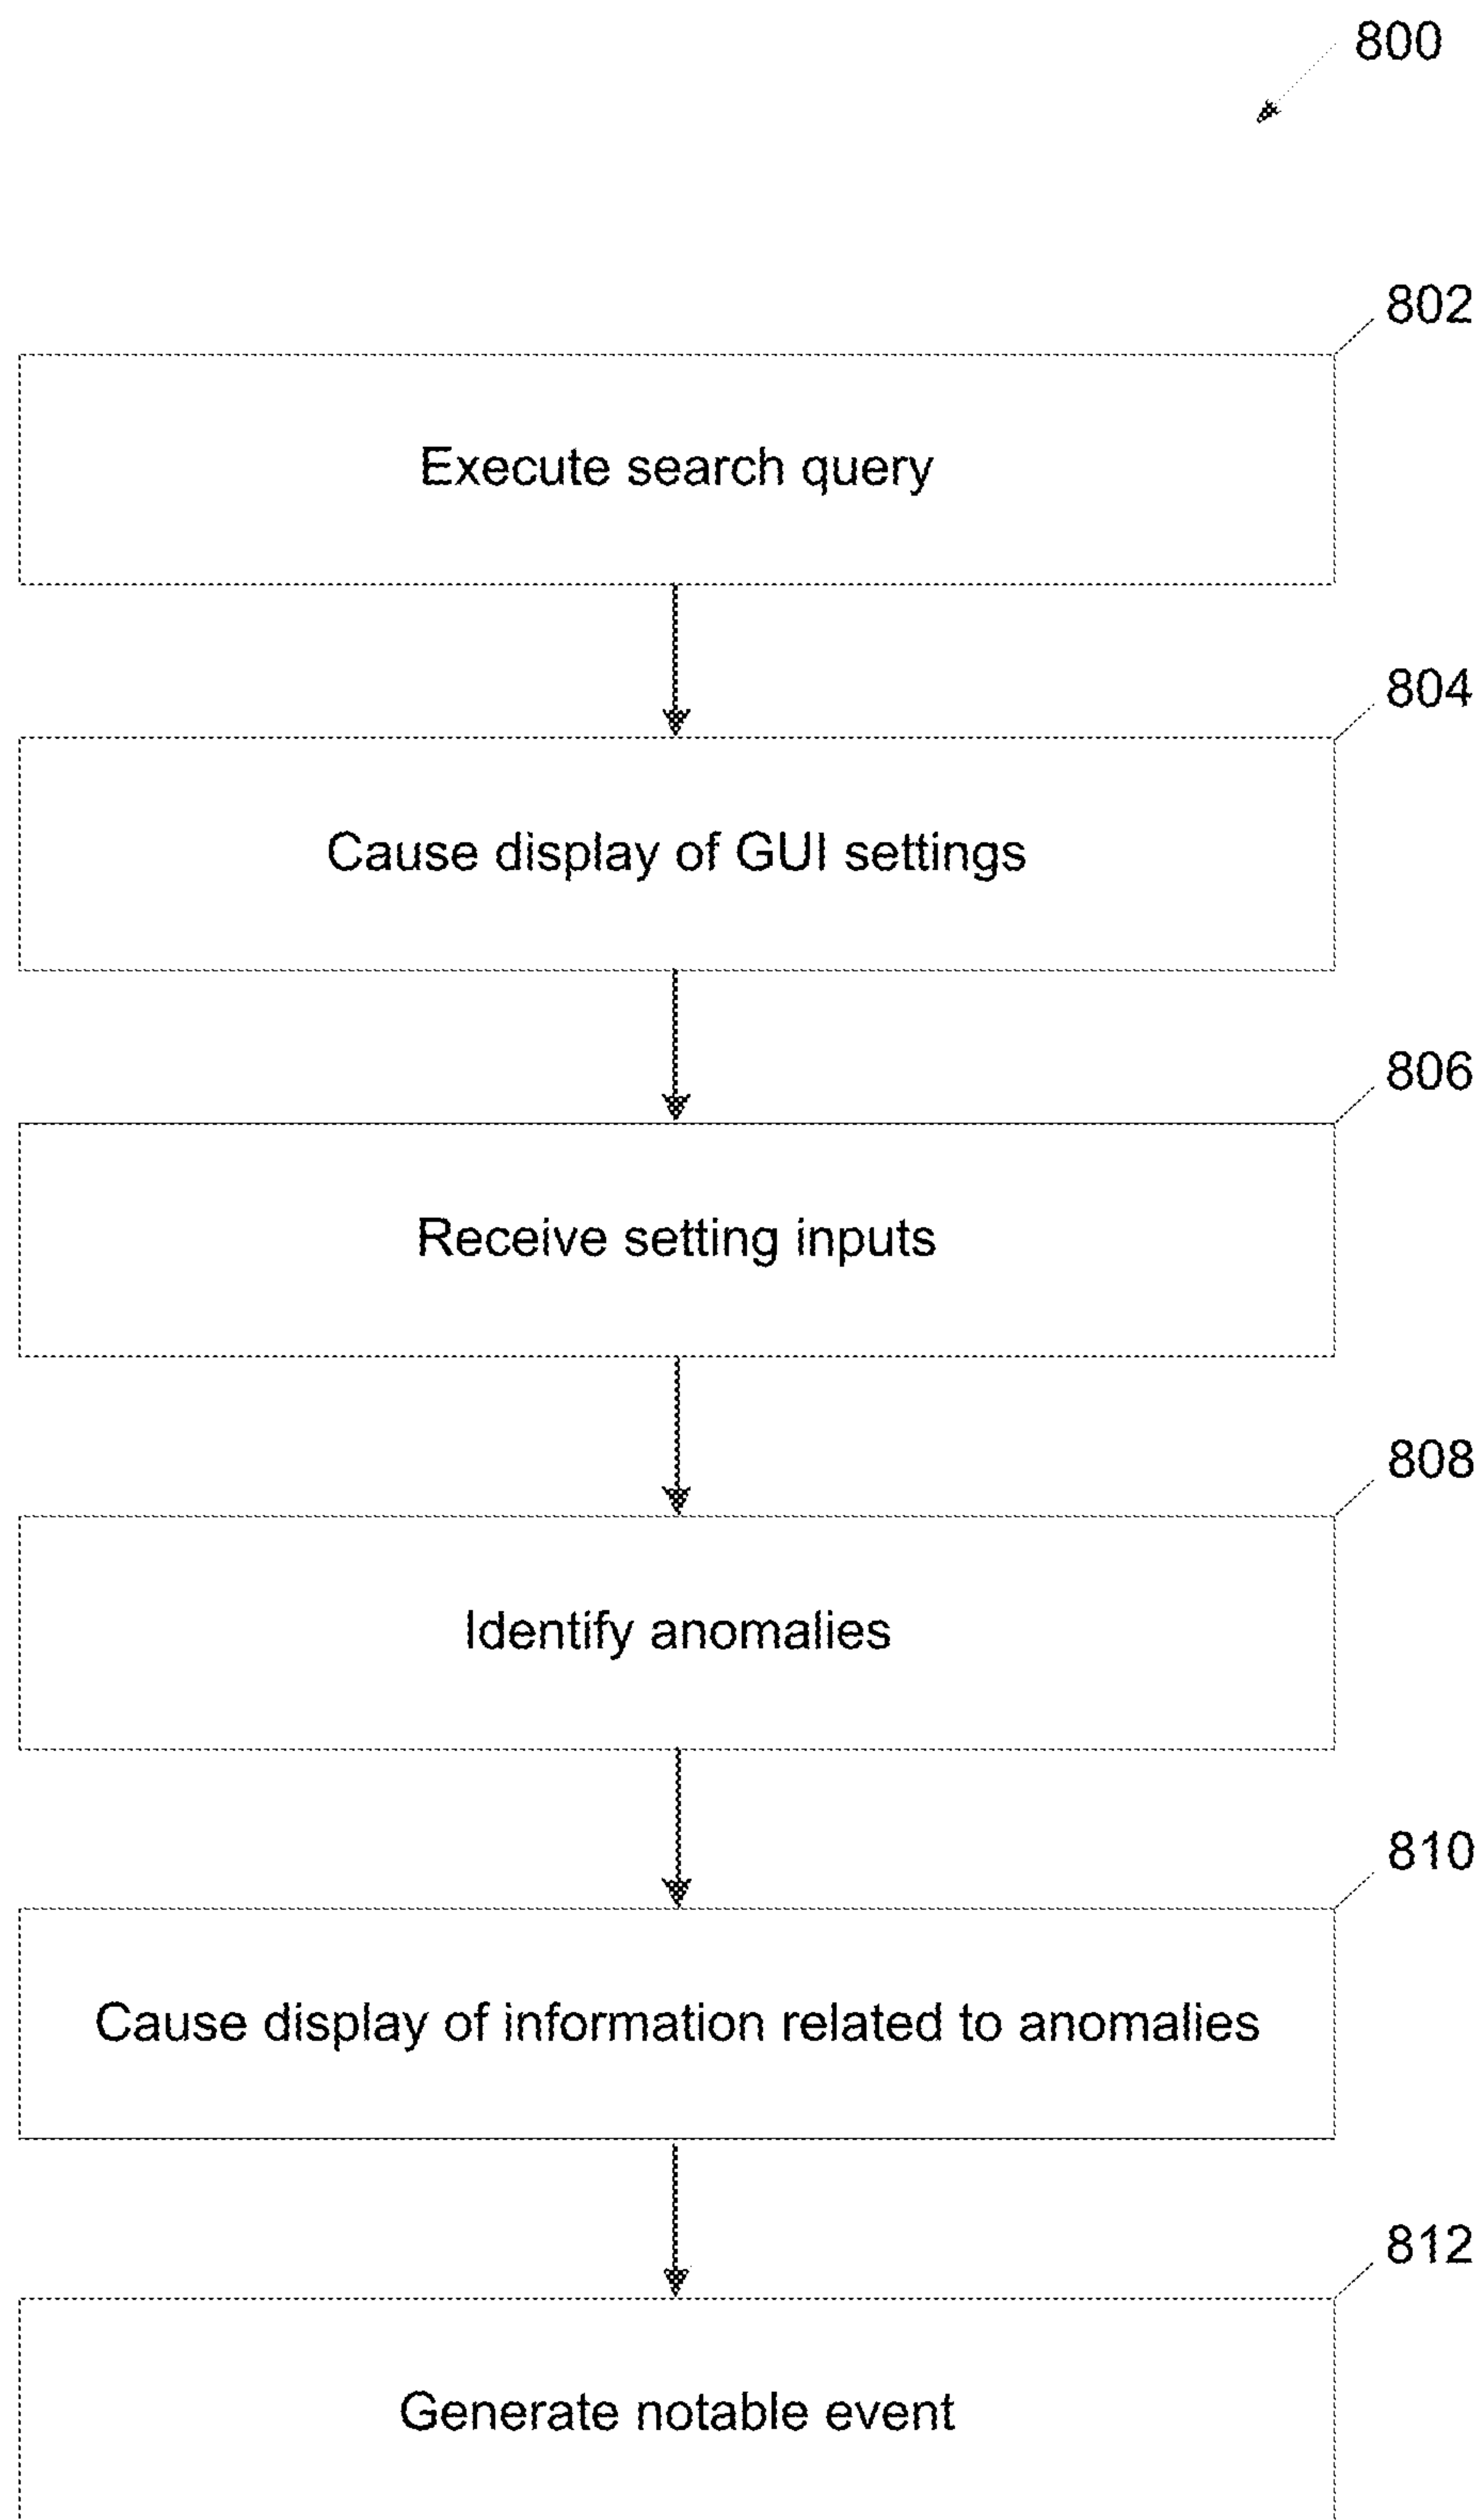 800
802
Execute search query
804
Cause display of GUI settings
806
Receive setting inputs
808
Identify anomalies
810
Cause display of information related to anomalies
812
Generate notable event